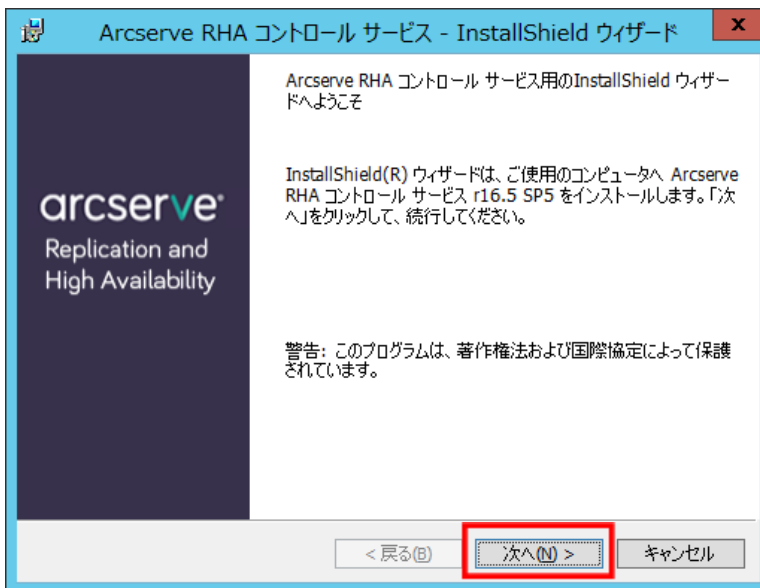 Arcserve RHA コントロール サービス - InstallShield ウィザード
x
Arcserve RHA コントロール サービス用のInstallShield ウィザー
ドへようこそ
InstallShield(R) ウィザードは、ご使用のコンピュータへ Arcserve
RHA コントロール サービス r16.5 SP5 をインストールします。「次
へ」をクリックして、続行してください。
arcserve®
Replication and
High Availability
警告: このプログラムは、著作権法および国際協定によって保護
されています。
< 戻る(B)
次へ(N) >
キャンセル